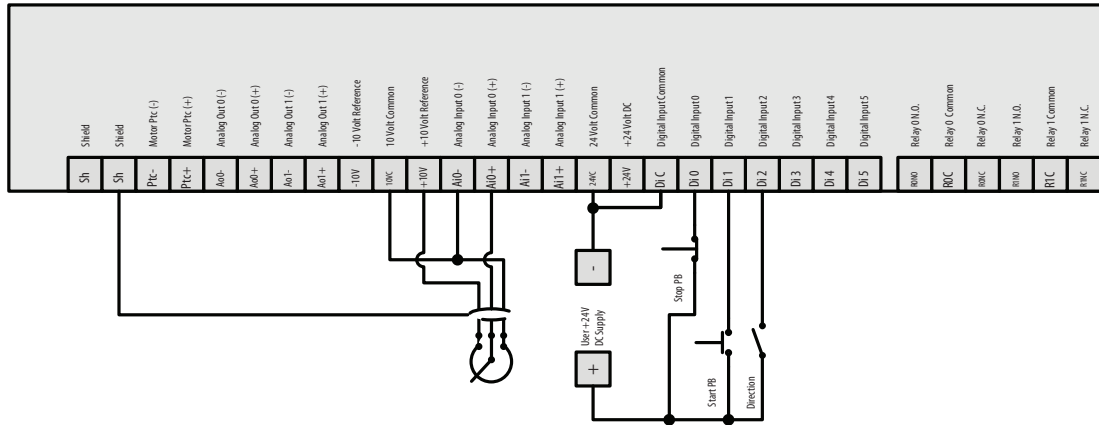 Shield
Shield
Motor Ptc (-)
Motor Ptc (+)
Analog Out 0 (-)
Analog Out 0 (+)
Analog Out 1 (-)
Analog Out 1 (+)
-10 Volt Reference
10 Volt Common
+10 Volt Reference
Analog Input 0 (-)
Analog Input 0 (+)
Analog Input 1 (-)
Analog Input 1 (+)
24 Volt Common
+24 Volt DC
Digital Input Common
Digital Input 0
Digital Input 1
Digital Input 2
Digital Input 3
Digital Input 4
Digital Input 5
Relay 0 N.O.
Relay 0 Common
Relay 0 N.C.
Relay 1 N.O.
Relay 1 Common
Relay 1 N.C.
Sh
Sh
Ptc-
Ptc+
Ao0-
Ao0+
Ao1-
Ao1+
-10V
10VC
+10V
Ai0-
Ai0+
Ai1-
Ai1+
24VC
+24V
Di C
Di 0
Di 1
Di 2
Di 3
Di 4
Di 5
R0NO
R0C
R0NC
R1NO
R1C
R1NC
-
Stop PB
User +24V
DC Supply
+
Start PB
Direction